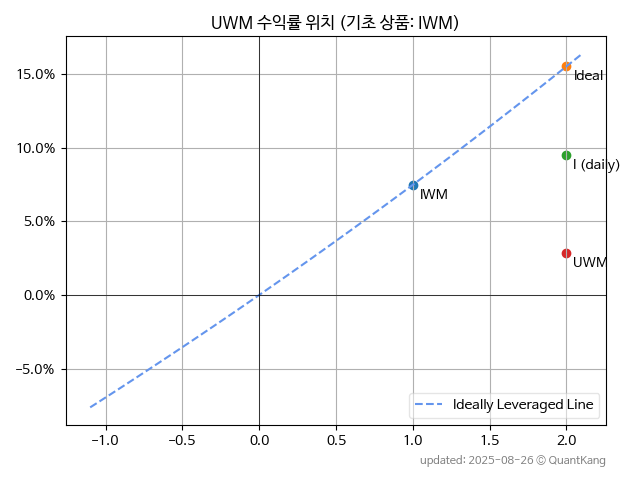 UWM 수익률 위치 (기초 상품: IWM)
15.0%
Ideal
10.0%
I (daily)
IWM
5.0%
UWM
0.0%
−5.0%
Ideally Leveraged Line
−1.0 −0.5 0.0 0.5 1.0 1.5 2.0
updated: 2025-08-26 © QuantKang